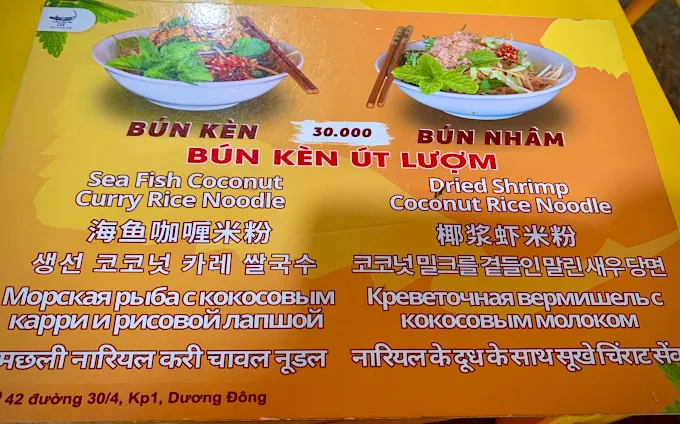 BÚN KÈN
30.000
BÚN NHÂM
BÚN KÈN ÚT LƯỢM
Sea Fish Coconut
Curry Rice Noodle
海鱼咖喱米粉
생선 코코넛 카레 쌀국수
Морская рыба с кокосовым
карри и рисовой лапшой
मछली नारियल करी चावल नूडल
Dried Shrimp
Coconut Rice Noodle
椰浆虾米粉
코코넛 밀크를 곁들인 말린 새우 당면
Креветочная вермишель с
кокосовым молоком
नारियल के दूध के साथ सूखे चिंराट
42 đường 30/4, Kp1, Dương Đông